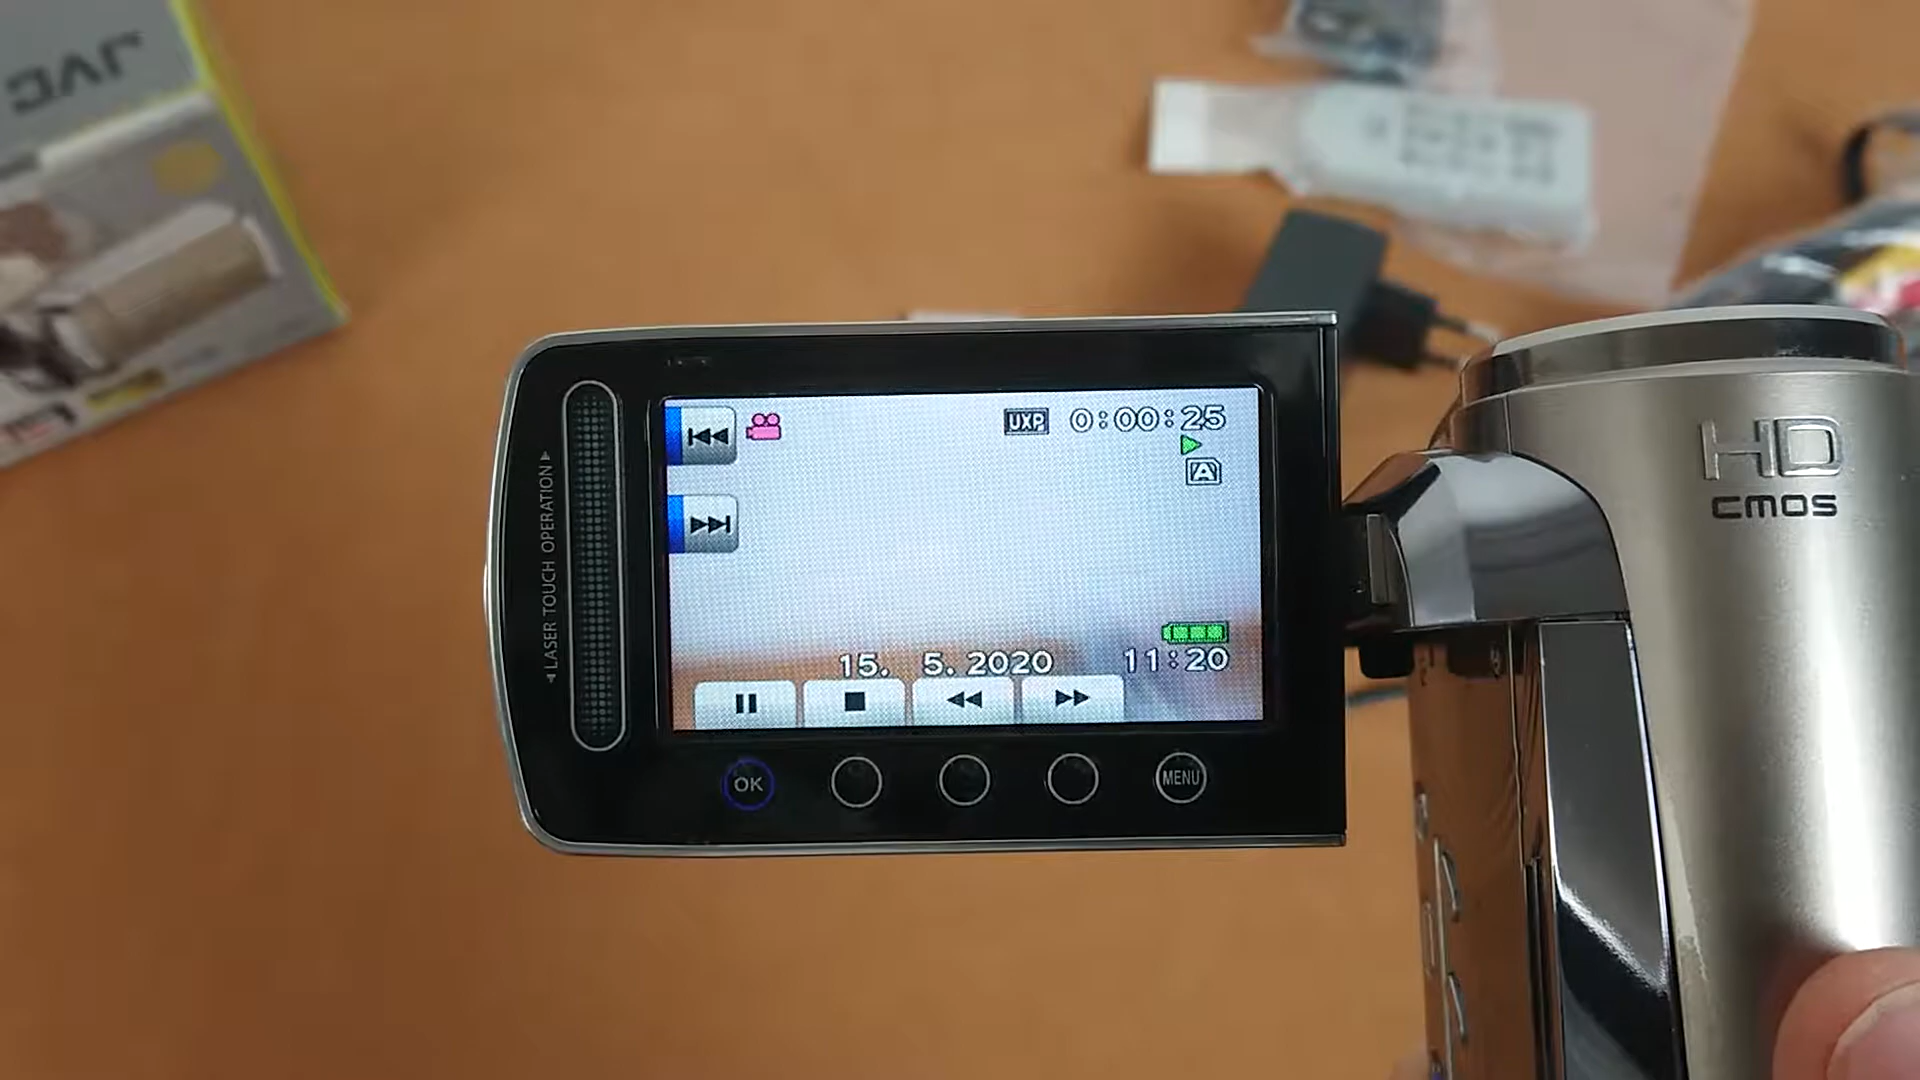 JVC
UXP 0:00:25
A
15. 5.2020 11:20
◄ LASER TOUCH OPERATION ►
OK
MENU
HD
CMOS